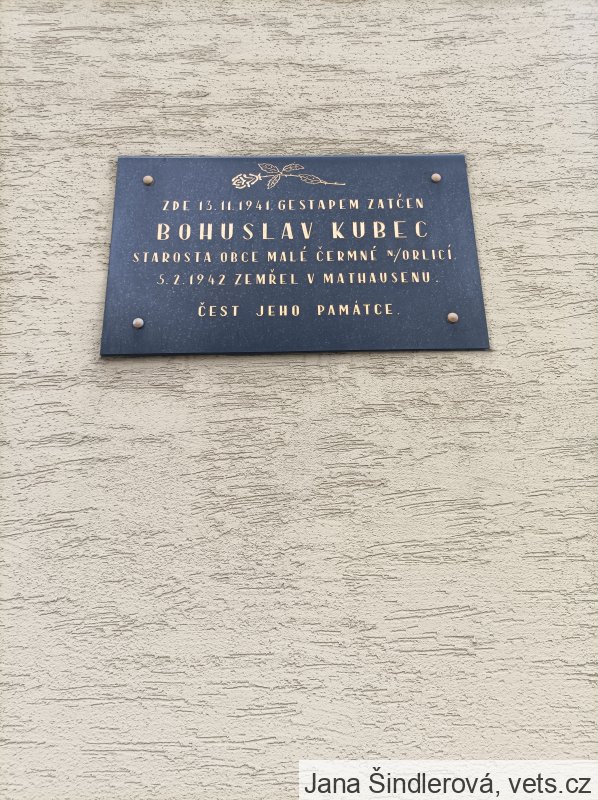 ZDE 13.11.1941 GESTAPEM ZATČEN
BOHUSLAV KUBEC
STAROSTA OBCE MALÉ ČERMNÉ N/ORLICÍ.
5.2.1942 ZEMŘEL V MATHAUSENU.
ČEST JEHO PAMÁTCE.
Jana Šindlerová, vets.cz